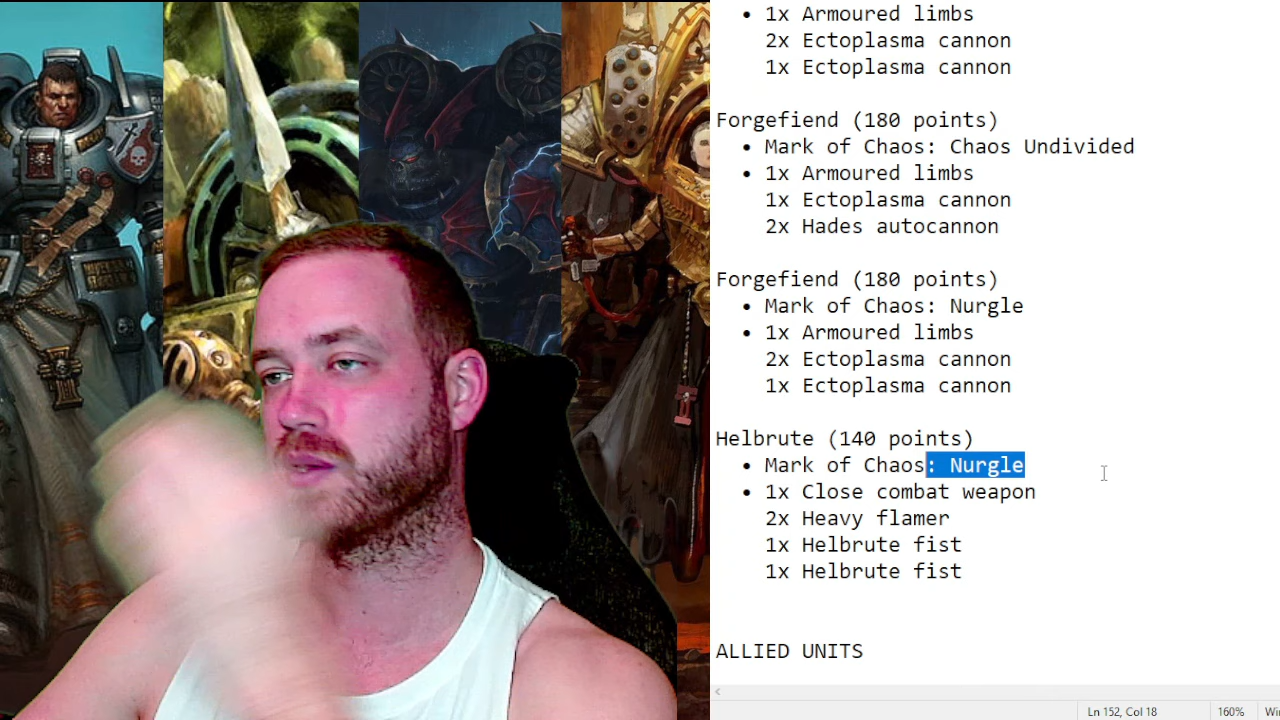 • 1x Armoured limbs
2x Ectoplasma cannon
1x Ectoplasma cannon
Forgefiend (180 points)
• Mark of Chaos: Chaos Undivided
• 1x Armoured limbs
1x Ectoplasma cannon
2x Hades autocannon
Forgefiend (180 points)
• Mark of Chaos: Nurgle
• 1x Armoured limbs
2x Ectoplasma cannon
1x Ectoplasma cannon
Helbrute (140 points)
• Mark of Chaos: Nurgle
• 1x Close combat weapon
2x Heavy flamer
1x Helbrute fist
1x Helbrute fist
ALLIED UNITS
Ln 152, Col 18
160%